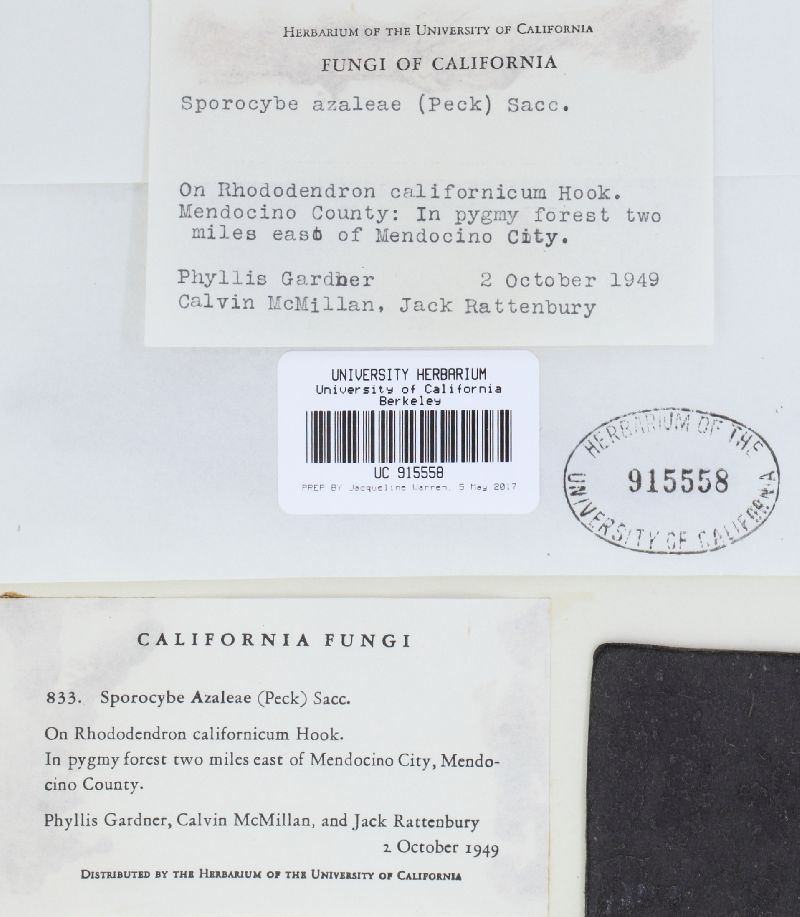 HERBARIUM OF THE UNIVERSITY OF CALIFORNIA
FUNGI OF CALIFORNIA
Sporocybe azaleae (Peck) Sacc.
On Rhododendron californicum Hook.
Mendocino County: In pygmy forest two
miles east of Mendocino City.
Phyllis Gardner 2 October 1949
Calvin McMillan, Jack Rattenbury
UNIVERSITY HERBARIUM
University of California
Berkeley
UC 915558
PREP BY Jacqueline Warren, 5 May 2017
HERBARIUM OF THE
915558
UNIVERSITY OF CALIFORNIA
CALIFORNIA FUNGI
833. Sporocybe Azaleae (Peck) Sacc.
On Rhododendron californicum Hook.
In pygmy forest two miles east of Mendocino City, Mendo-
cino County.
Phyllis Gardner, Calvin McMillan, and Jack Rattenbury
2 October 1949
DISTRIBUTED BY THE HERBARIUM OF THE UNIVERSITY OF CALIFORNIA